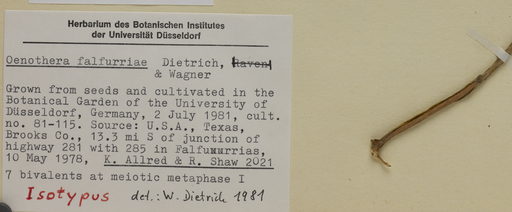 Herbarium des Botanischen Institutes
der Universität Düsseldorf
Oenothera falfurriae Dietrich, Raven
& Wagner
Grown from seeds and cultivated in the
Botanical Garden of the University of
Düsseldorf, Germany, 2 July 1981, cult.
no. 81-115. Source: U.S.A., Texas,
Brooks Co., 13.3 mi S of junction of
highway 281 with 285 in Falfuxurrias,
10 May 1978, K. Allred & R. Shaw 2021
7 bivalents at meiotic metaphase I
Isotypus det.: W. Dietrich 1981